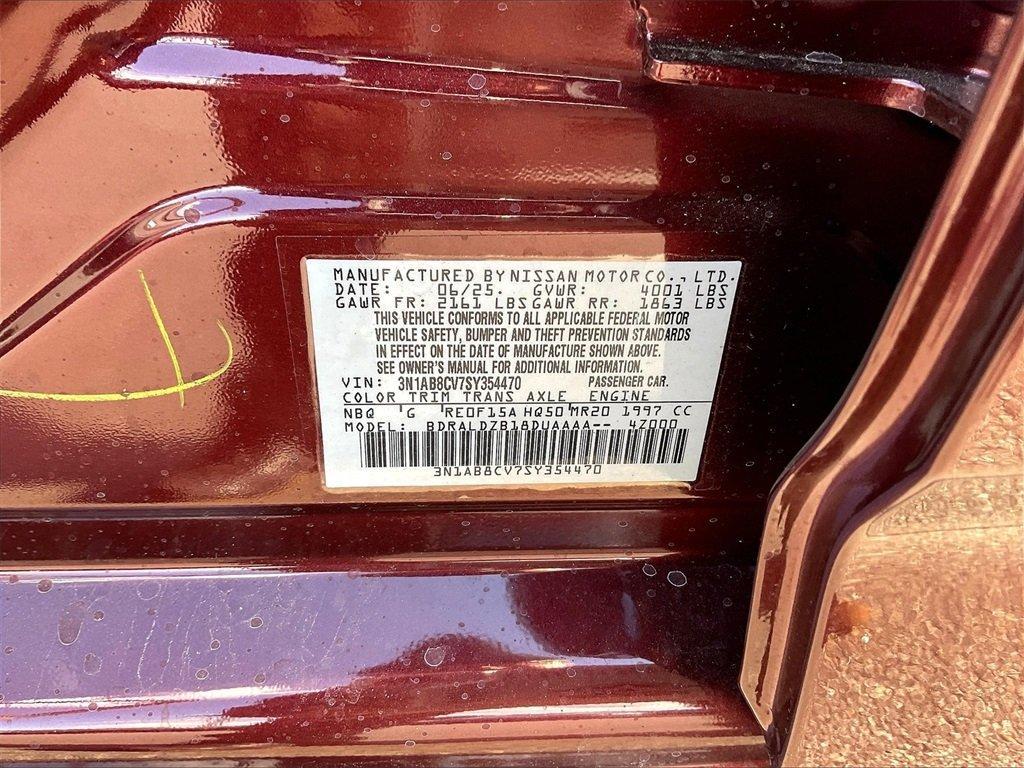 MANUFACTURED BY NISSAN MOTOR CO., LTD.
DATE: 06/25. GVWR: 4001 LBS
GAWR FR: 2161 LBS GAWR RR: 1863 LBS
THIS VEHICLE CONFORMS TO ALL APPLICABLE FEDERAL MOTOR
VEHICLE SAFETY, BUMPER AND THEFT PREVENTION STANDARDS
IN EFFECT ON THE DATE OF MANUFACTURE SHOWN ABOVE.
SEE OWNER'S MANUAL FOR ADDITIONAL INFORMATION.
VIN: 3N1AB8CV7SY354470 PASSENGER CAR.
COLOR TRIM TRANS AXLE ENGINE
NBQ 'G 'RE0F15A HQ50'MR20 1997 CC
MODEL: BDRALDZB18DUAAAA-- 4Z000
3N1AB8CV7SY354470